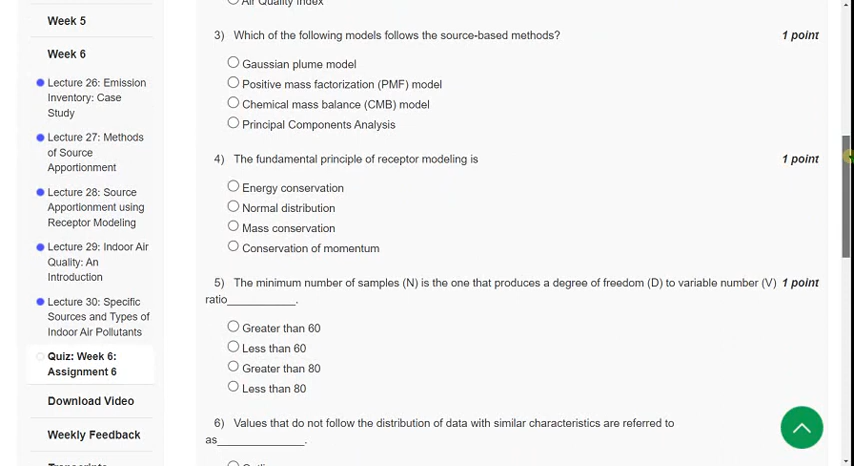 Week 5
Week 6
Lecture 26: Emission
Inventory: Case
Study
Lecture 27: Methods
of Source
Apportionment
Lecture 28: Source
Apportionment using
Receptor Modeling
Lecture 29: Indoor Air
Quality: An
Introduction
Lecture 30: Specific
Sources and Types of
Indoor Air Pollutants
Quiz: Week 6:
Assignment 6
Download Video
Weekly Feedback
Transcripts
Air Quality Index
3) Which of the following models follows the source-based methods? 1 point
Gaussian plume model
Positive mass factorization (PMF) model
Chemical mass balance (CMB) model
Principal Components Analysis
4) The fundamental principle of receptor modeling is 1 point
Energy conservation
Normal distribution
Mass conservation
Conservation of momentum
5) The minimum number of samples (N) is the one that produces a degree of freedom (D) to variable number (V) 1 point
ratio___________.
Greater than 60
Less than 60
Greater than 80
Less than 80
6) Values that do not follow the distribution of data with similar characteristics are referred to
as______________.